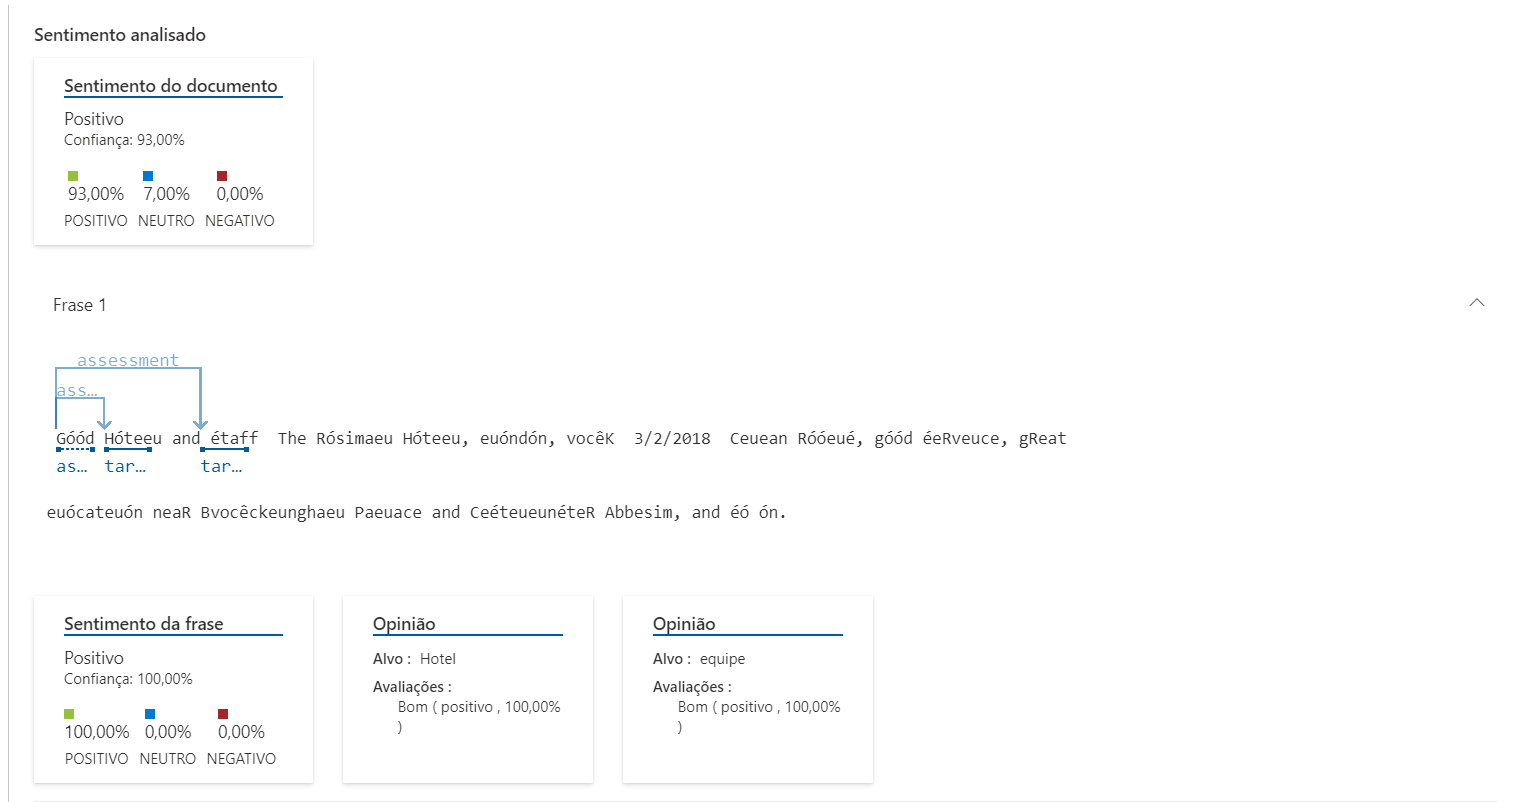 Sentimento analisado
Sentimento do documento
Positivo
Confiança: 93,00%
93,00% 7,00% 0,00%
POSITIVO NEUTRO NEGATIVO
Frase 1
assessment
ass…
Góód Hóteeu and étaff The Rósimaeu Hóteeu, euóndón, vocêK 3/2/2018 Ceuean Róóeué, góód éeRveuce, gReat
as… tar… tar…
euócateuón neaR Bvocêckeunghaeu Paeuace and CeéteueunéteR Abbesim, and éó ón.
Sentimento da frase
Positivo
Confiança: 100,00%
100,00% 0,00% 0,00%
POSITIVO NEUTRO NEGATIVO
Opinião
Alvo : Hotel
Avaliações :
Bom ( positivo , 100,00%
)
Opinião
Alvo : equipe
Avaliações :
Bom ( positivo , 100,00%
)